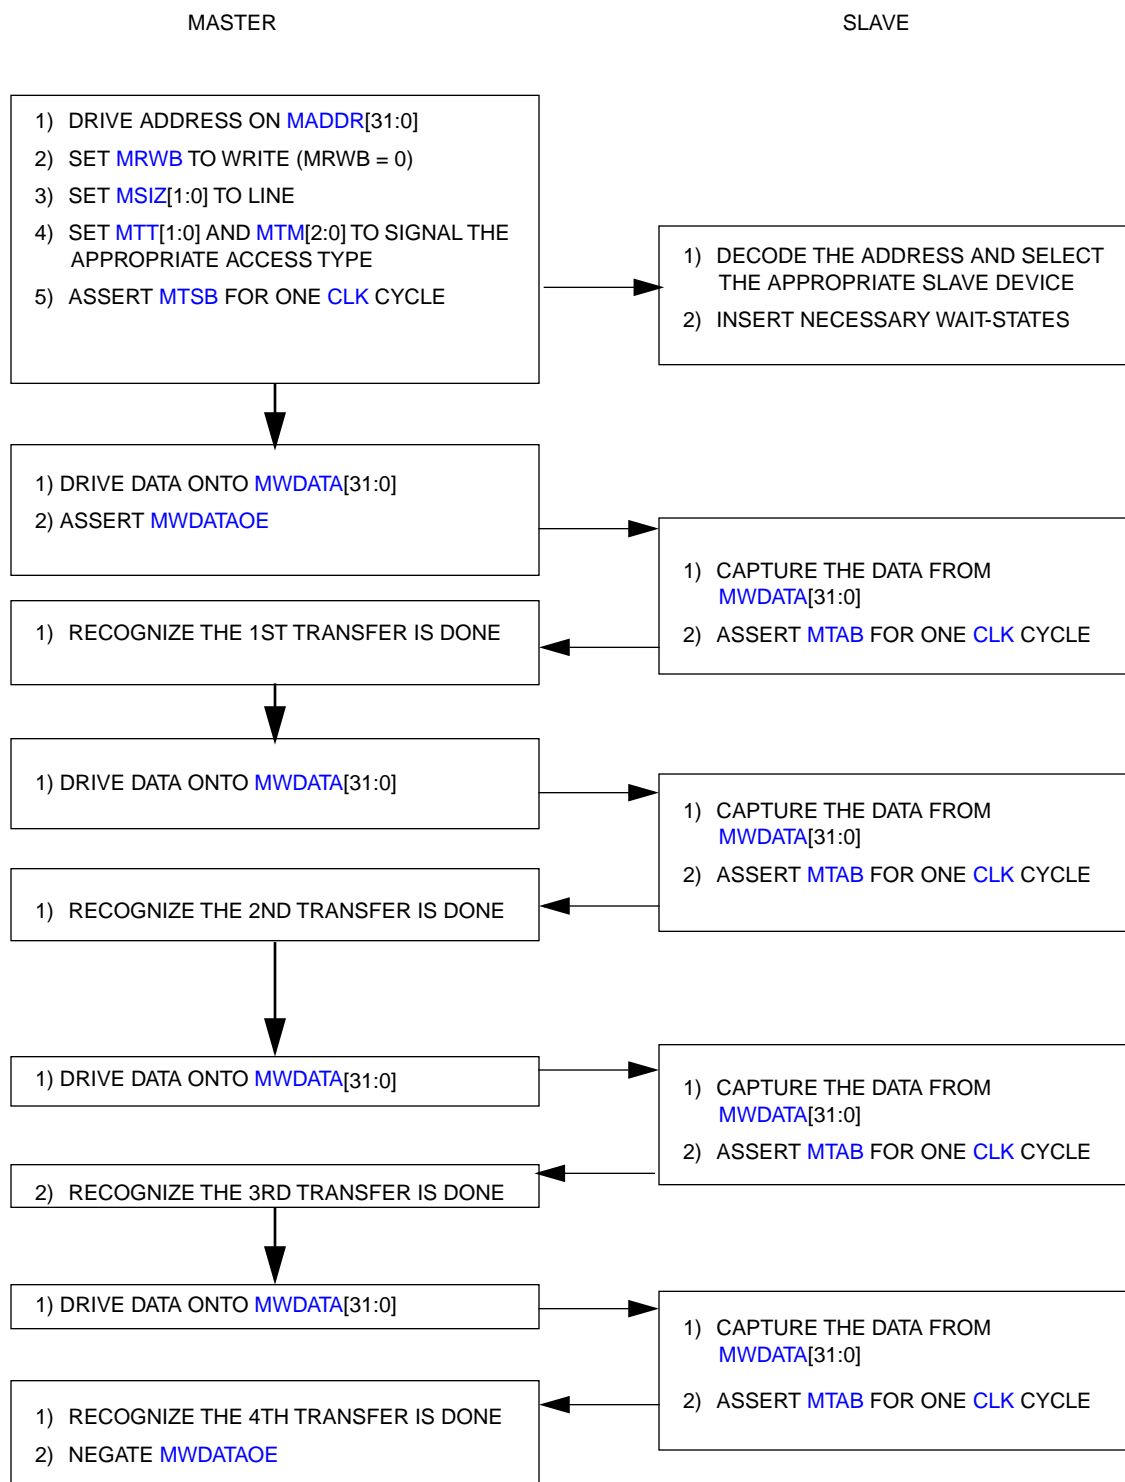 MASTER
SLAVE
1) DRIVE ADDRESS ON MADDR[31:0]
2) SET MRWB TO WRITE (MRWB = 0)
3) SET MSIZ[1:0] TO LINE
4) SET MTT[1:0] AND MTM[2:0] TO SIGNAL THE
APPROPRIATE ACCESS TYPE
5) ASSERT MTSB FOR ONE CLK CYCLE
1) DECODE THE ADDRESS AND SELECT
THE APPROPRIATE SLAVE DEVICE
2) INSERT NECESSARY WAIT-STATES
1) DRIVE DATA ONTO MWDATA[31:0]
2) ASSERT MWDATAOE
1) CAPTURE THE DATA FROM
MWDATA[31:0]
2) ASSERT MTAB FOR ONE CLK CYCLE
1) RECOGNIZE THE 1ST TRANSFER IS DONE
1) DRIVE DATA ONTO MWDATA[31:0]
1) CAPTURE THE DATA FROM
MWDATA[31:0]
2) ASSERT MTAB FOR ONE CLK CYCLE
1) RECOGNIZE THE 2ND TRANSFER IS DONE
1) DRIVE DATA ONTO MWDATA[31:0]
1) CAPTURE THE DATA FROM
MWDATA[31:0]
2) ASSERT MTAB FOR ONE CLK CYCLE
2) RECOGNIZE THE 3RD TRANSFER IS DONE
1) DRIVE DATA ONTO MWDATA[31:0]
1) CAPTURE THE DATA FROM
MWDATA[31:0]
2) ASSERT MTAB FOR ONE CLK CYCLE
1) RECOGNIZE THE 4TH TRANSFER IS DONE
2) NEGATE MWDATAOE